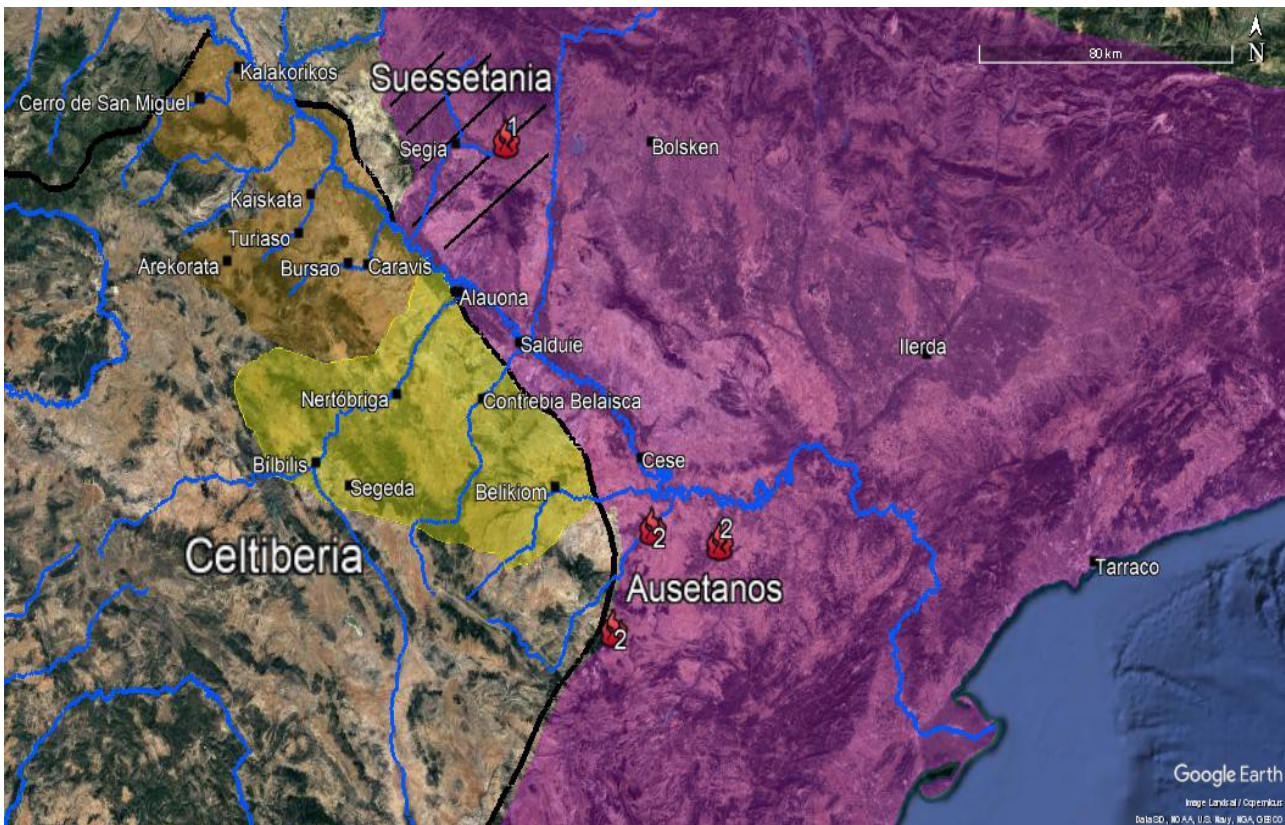 Kalakorikos
80 km
N
Suessetania
Cerro de San Miguel
1
Segia
Bolsken
Kaiskata
Turiaso
Arekorata
Bursao
Caravis
Alauona
Salduie
Ilerda
Nertóbriga
Contrebia Belaisca
Cese
Bílbilis
Segeda
Belikiom
2
2
Celtiberia
Tarraco
Ausetanos
2
Google Earth
Image Landsat / Copernicus
Data SIO, NOAA, U.S. Navy, NGA, GEBCO